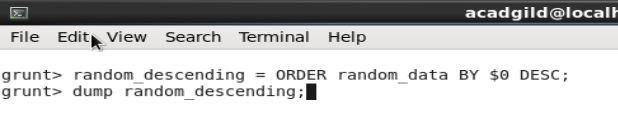 acadgild@localh
File Edit View Search Terminal Help
grunt> random_descending = ORDER random_data BY $0 DESC;
grunt> dump random_descending;